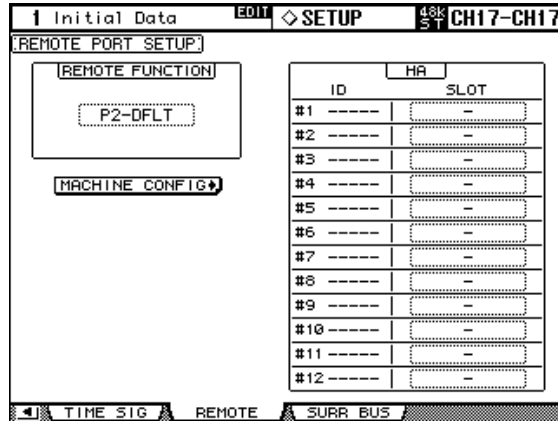 1 Initial Data EDIT ◇SETUP 48K ST CH17-CH17
REMOTE PORT SETUP
REMOTE FUNCTION
P2-DFLT
MACHINE CONFIG
HA
ID SLOT
#1 ----- -
#2 ----- -
#3 ----- -
#4 ----- -
#5 ----- -
#6 ----- -
#7 ----- -
#8 ----- -
#9 ----- -
#10 ----- -
#11 ----- -
#12 ----- -
TIME SIG REMOTE SURR BUS